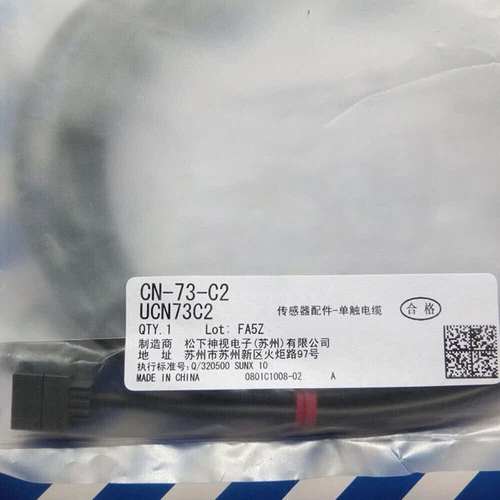 CN-73-C2
UCN73C2
传感器配件-单触电缆
合格
QTY.1 Lot: FA5Z
制造商 松下神视电子(苏州)有限公司
地 址 苏州市苏州新区火炬路97号
执行标准号:Q/320500 SUNX 10
MADE IN CHINA 0801C1008-02 A